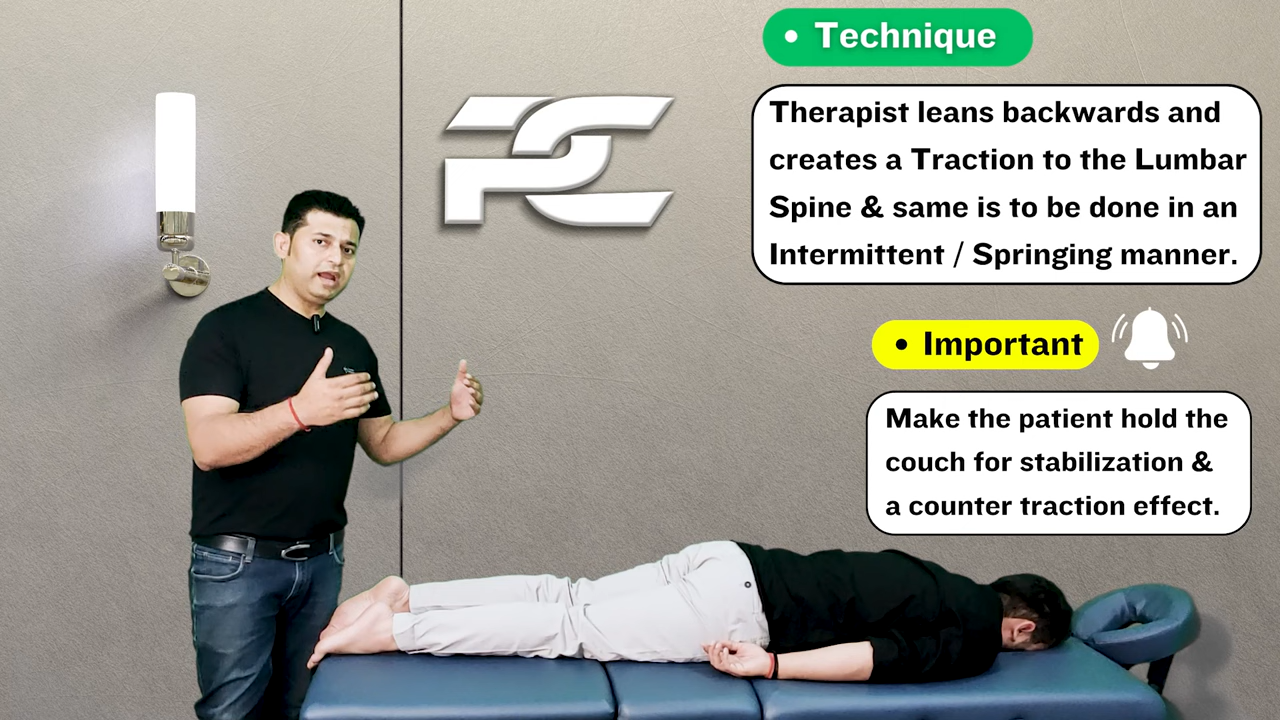 • Technique
Therapist leans backwards and
creates a Traction to the Lumbar
Spine & same is to be done in an
Intermittent / Springing manner.
• Important
Make the patient hold the
couch for stabilization &
a counter traction effect.
PC